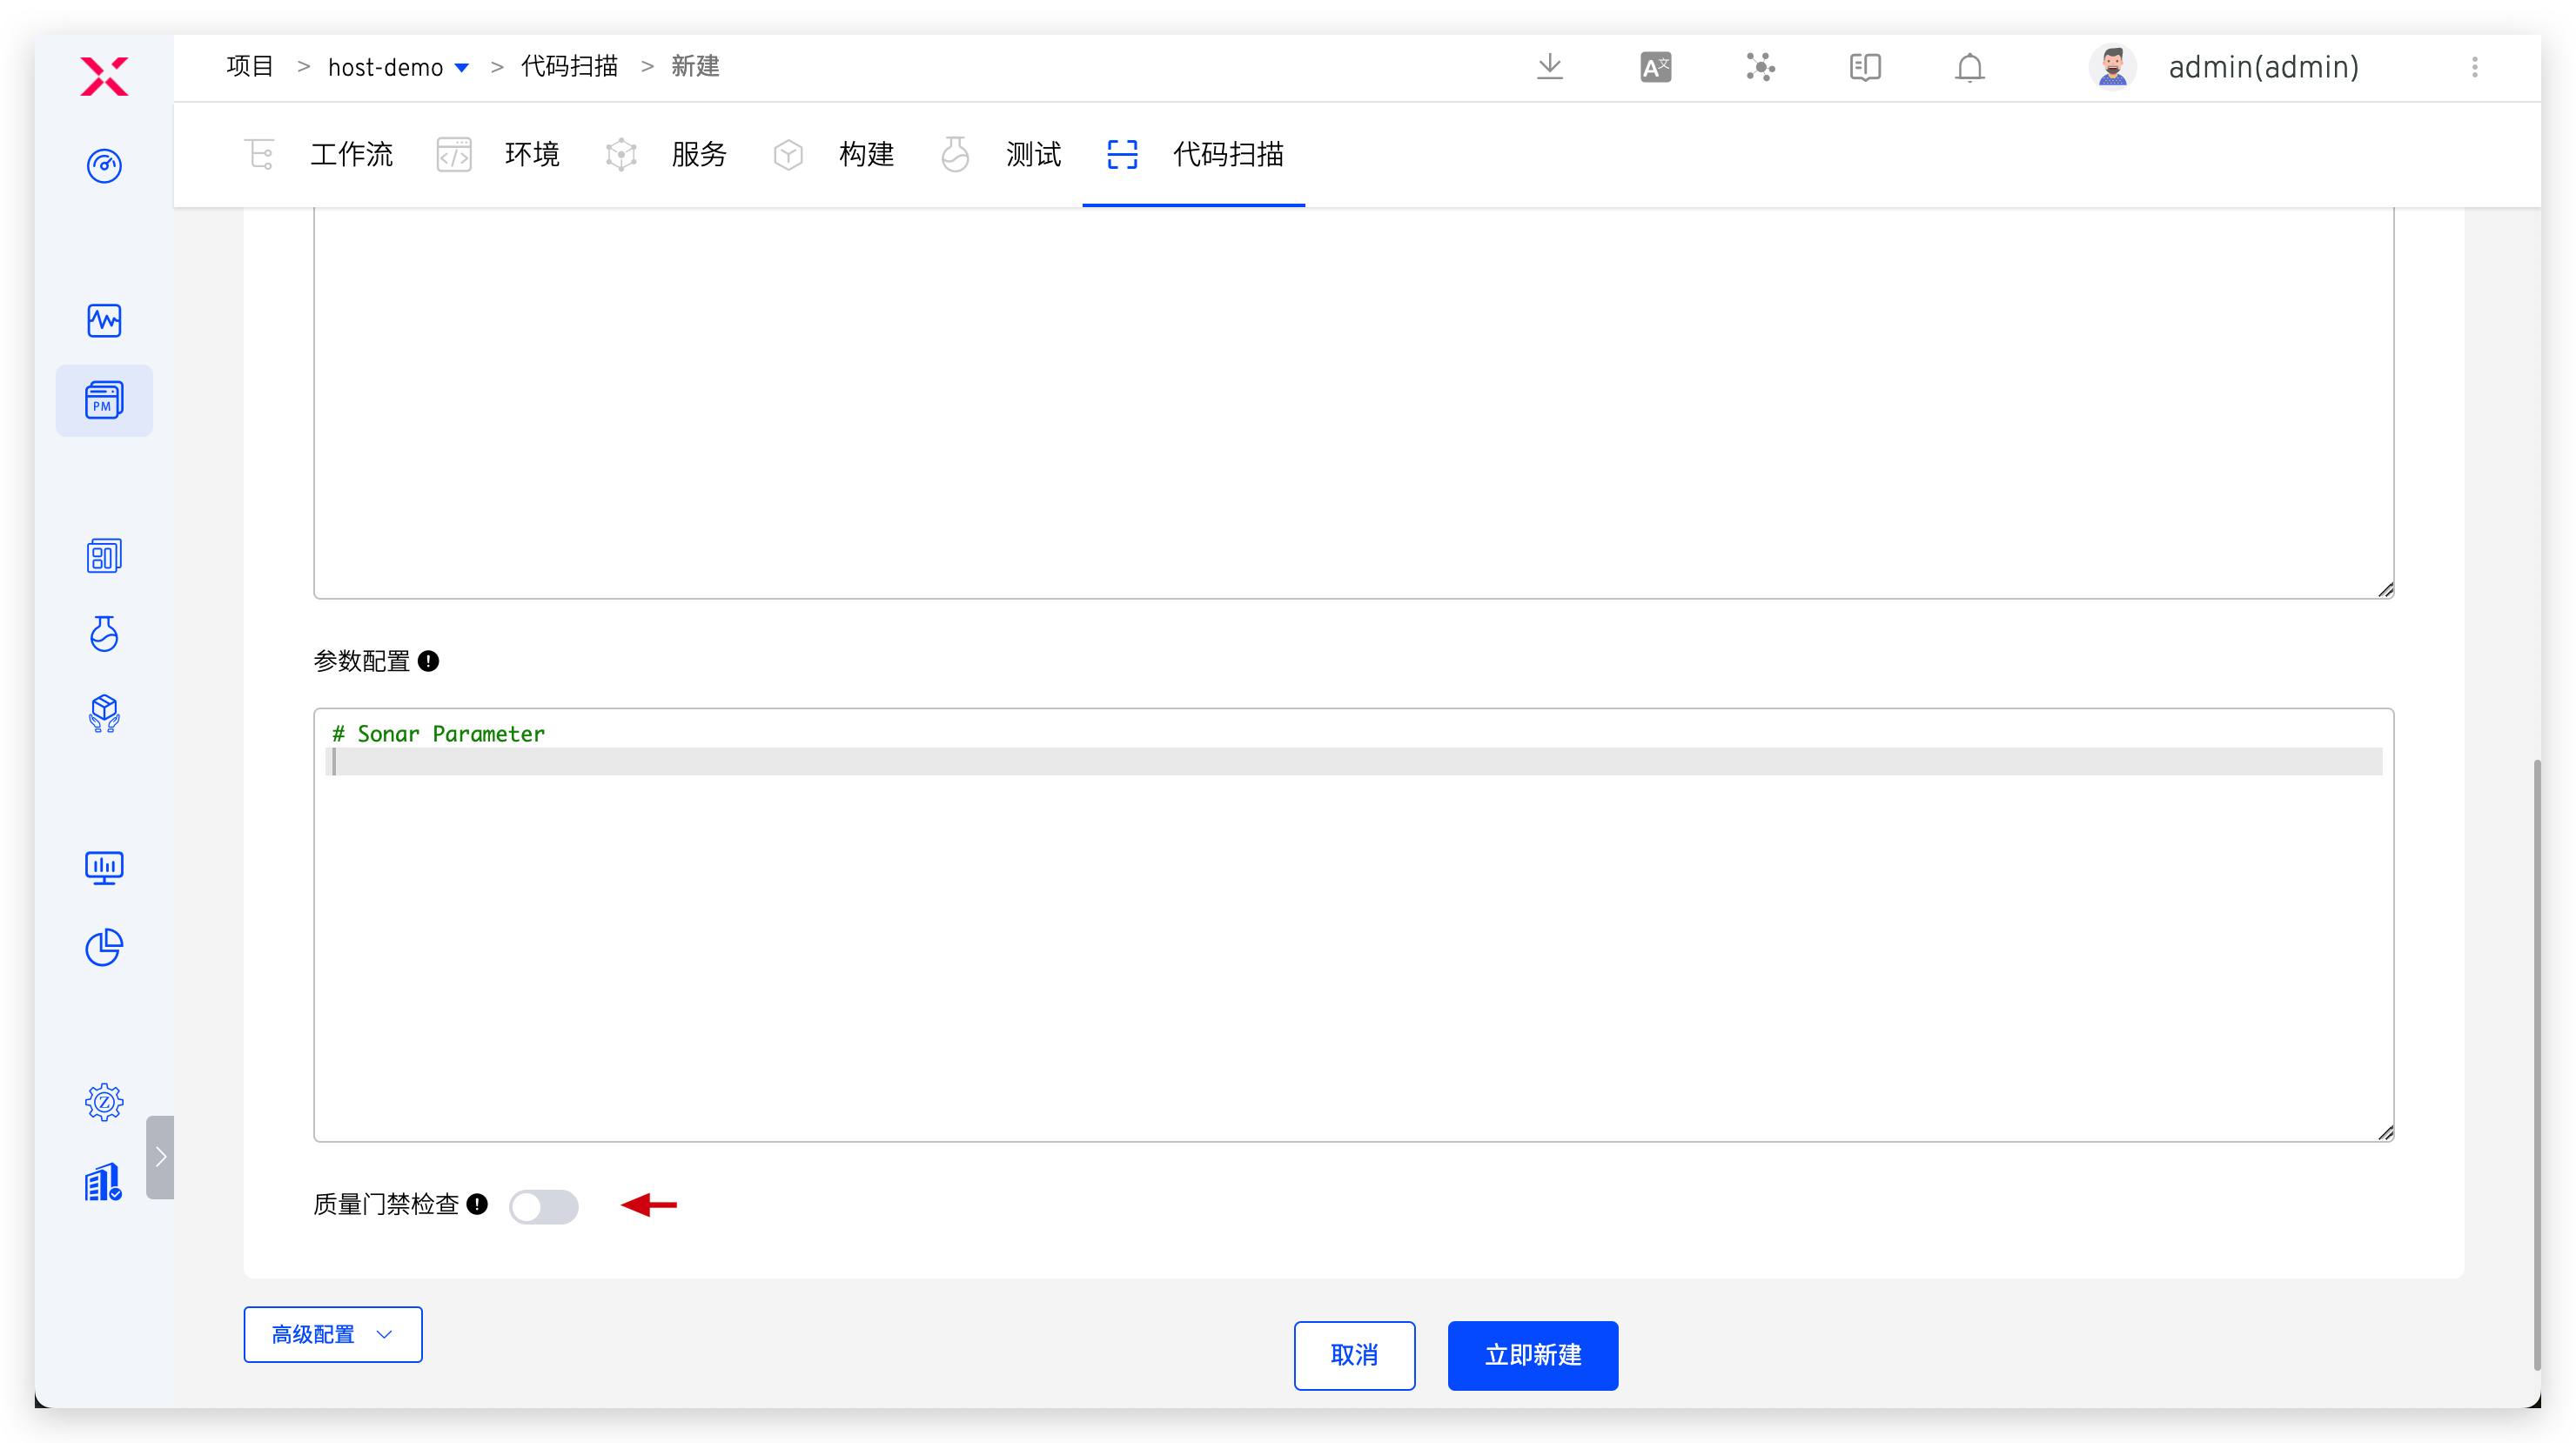 项目 > host-demo > 代码扫描 > 新建
A文
admin(admin)
工作流 环境 服务 构建 测试 代码扫描
PM
参数配置
# Sonar Parameter
Z
质量门禁检查
高级配置
取消 立即新建